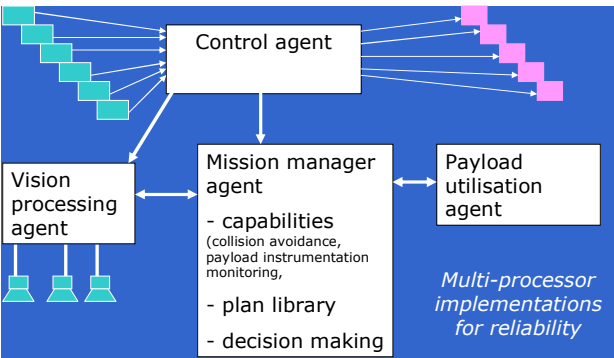 Control agent
Vision
processing
agent
Mission manager
agent
- capabilities
(collision avoidance,
payload instrumentation
monitoring,
- plan library
- decision making
Payload
utilisation
agent
Multi-processor
implementations
for reliability